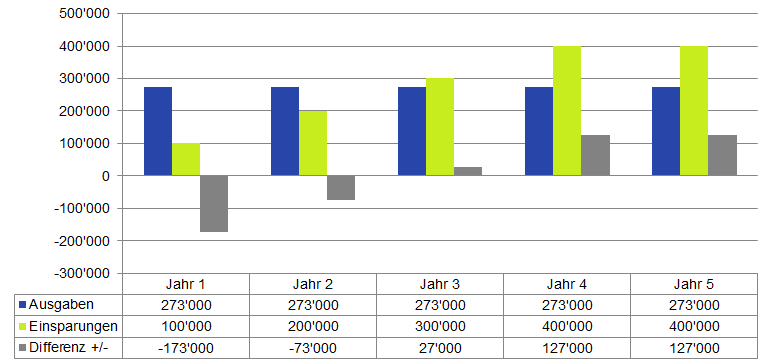 500'000
400'000
300'000
200'000
100'000
0
-100'000
-200'000
-300'000
Jahr 1 Jahr 2 Jahr 3 Jahr 4 Jahr 5
Ausgaben 273'000 273'000 273'000 273'000 273'000
Einsparungen 100'000 200'000 300'000 400'000 400'000
Differenz +/- -173'000 -73'000 27'000 127'000 127'000